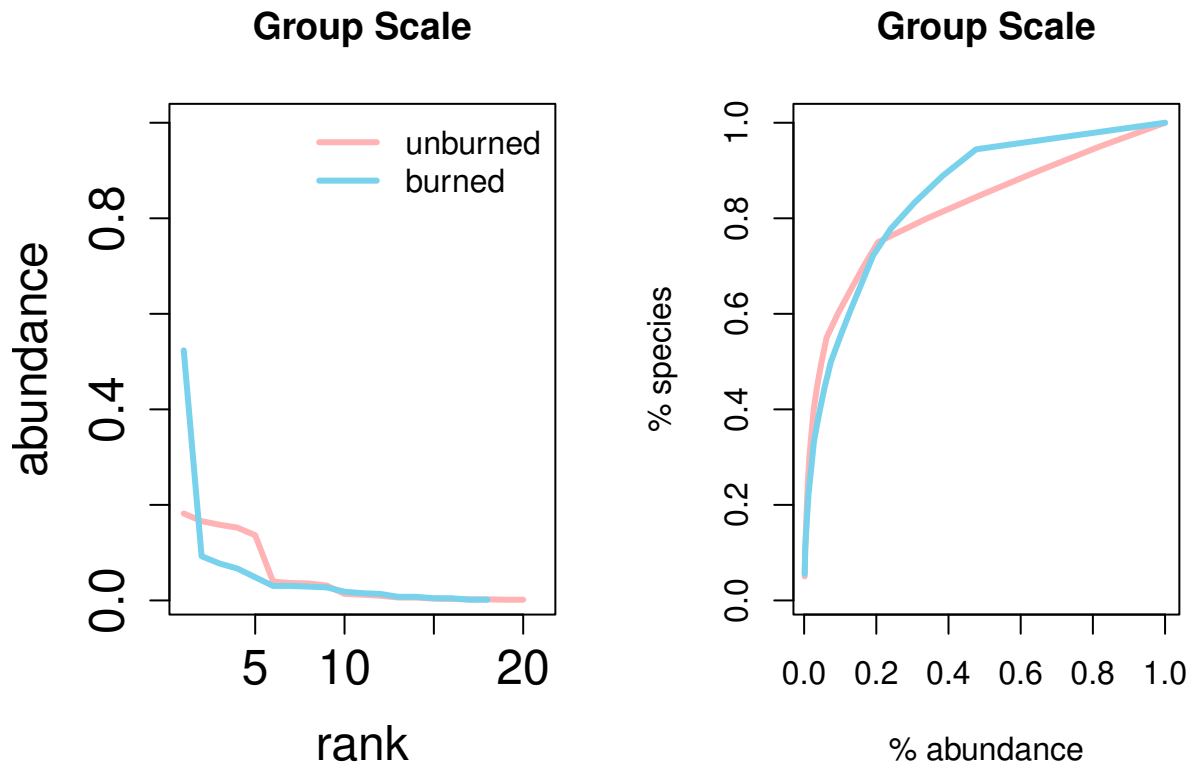 Group Scale
abundance
0.0
0.4
0.8
unburned
burned
5
10
20
rank
Group Scale
% species
0.0
0.2
0.4
0.6
0.8
1.0
0.0 0.2 0.4 0.6 0.8 1.0
% abundance